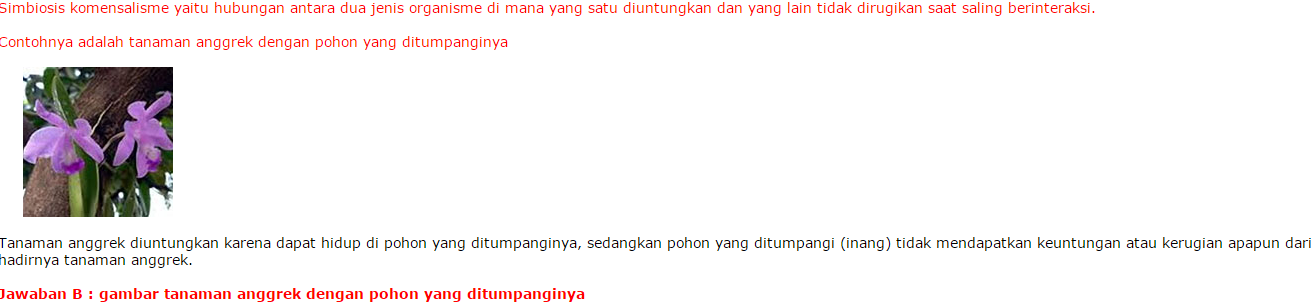 Simbiosis komensalisme yaitu hubungan antara dua jenis organisme di mana yang satu diuntungkan dan yang lain tidak dirugikan saat saling berinteraksi.
Contohnya adalah tanaman anggrek dengan pohon yang ditumpanginya
Tanaman anggrek diuntungkan karena dapat hidup di pohon yang ditumpanginya, sedangkan pohon yang ditumpangi (inang) tidak mendapatkan keuntungan atau kerugian apapun dari
hadirnya tanaman anggrek.
Jawaban B : gambar tanaman anggrek dengan pohon yang ditumpanginya